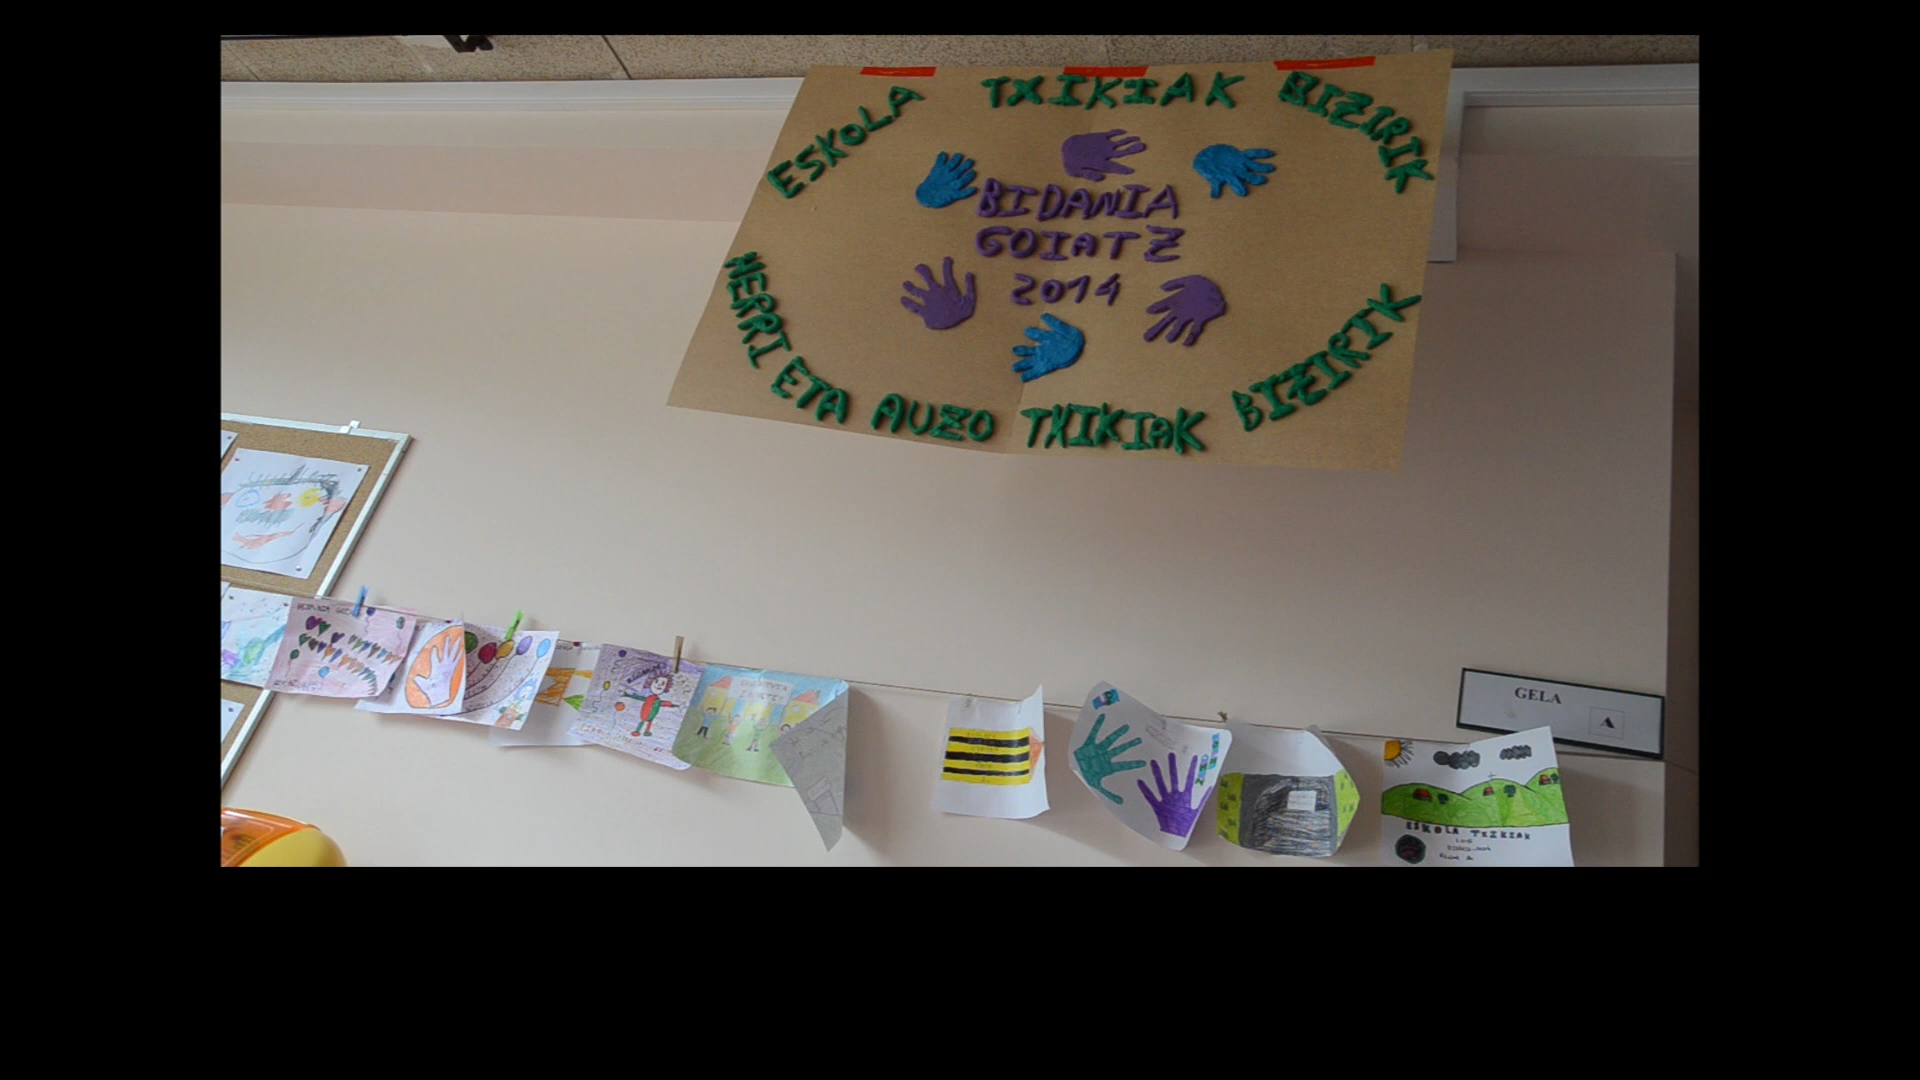 ESKOLA TXIKIAK BIZIRIK
BIDANIA
GOIATZ
2014
HERRI ETA AUZO TXIKIAK BIZIRIK
GELA
A
ESKOLA TXIKIAK